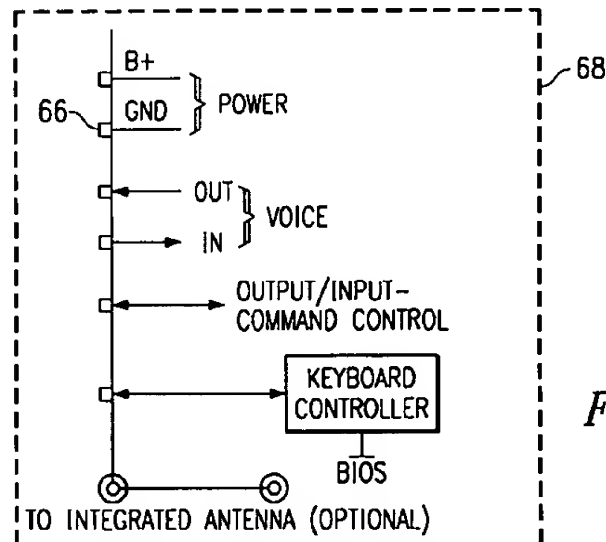 B+
POWER
66
GND
68
OUT
VOICE
IN
OUTPUT/INPUT-
COMMAND CONTROL
KEYBOARD
CONTROLLER
BIOS
TO INTEGRATED ANTENNA (OPTIONAL)
F